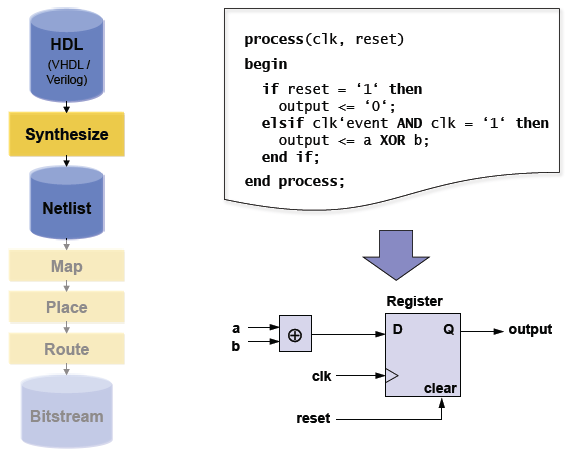 HDL
(VHDL /
Verilog)
Synthesize
Netlist
Map
Place
Route
Bitstream
process(clk, reset)
begin
if reset = ‘1‘ then
output <= ‘0‘;
elsif clk‘event AND clk = ‘1‘ then
output <= a XOR b;
end if;
end process;
Register
a
b
⊕
D Q
output
clk
clear
reset